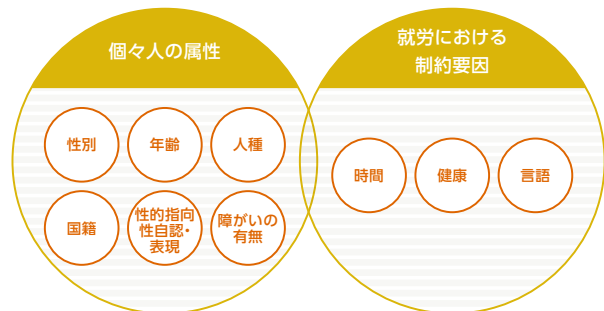 個々人の属性
就労における
制約要因
性別
年齢
人種
国籍
性的指向
性自認・
表現
障がいの
有無
時間
健康
言語